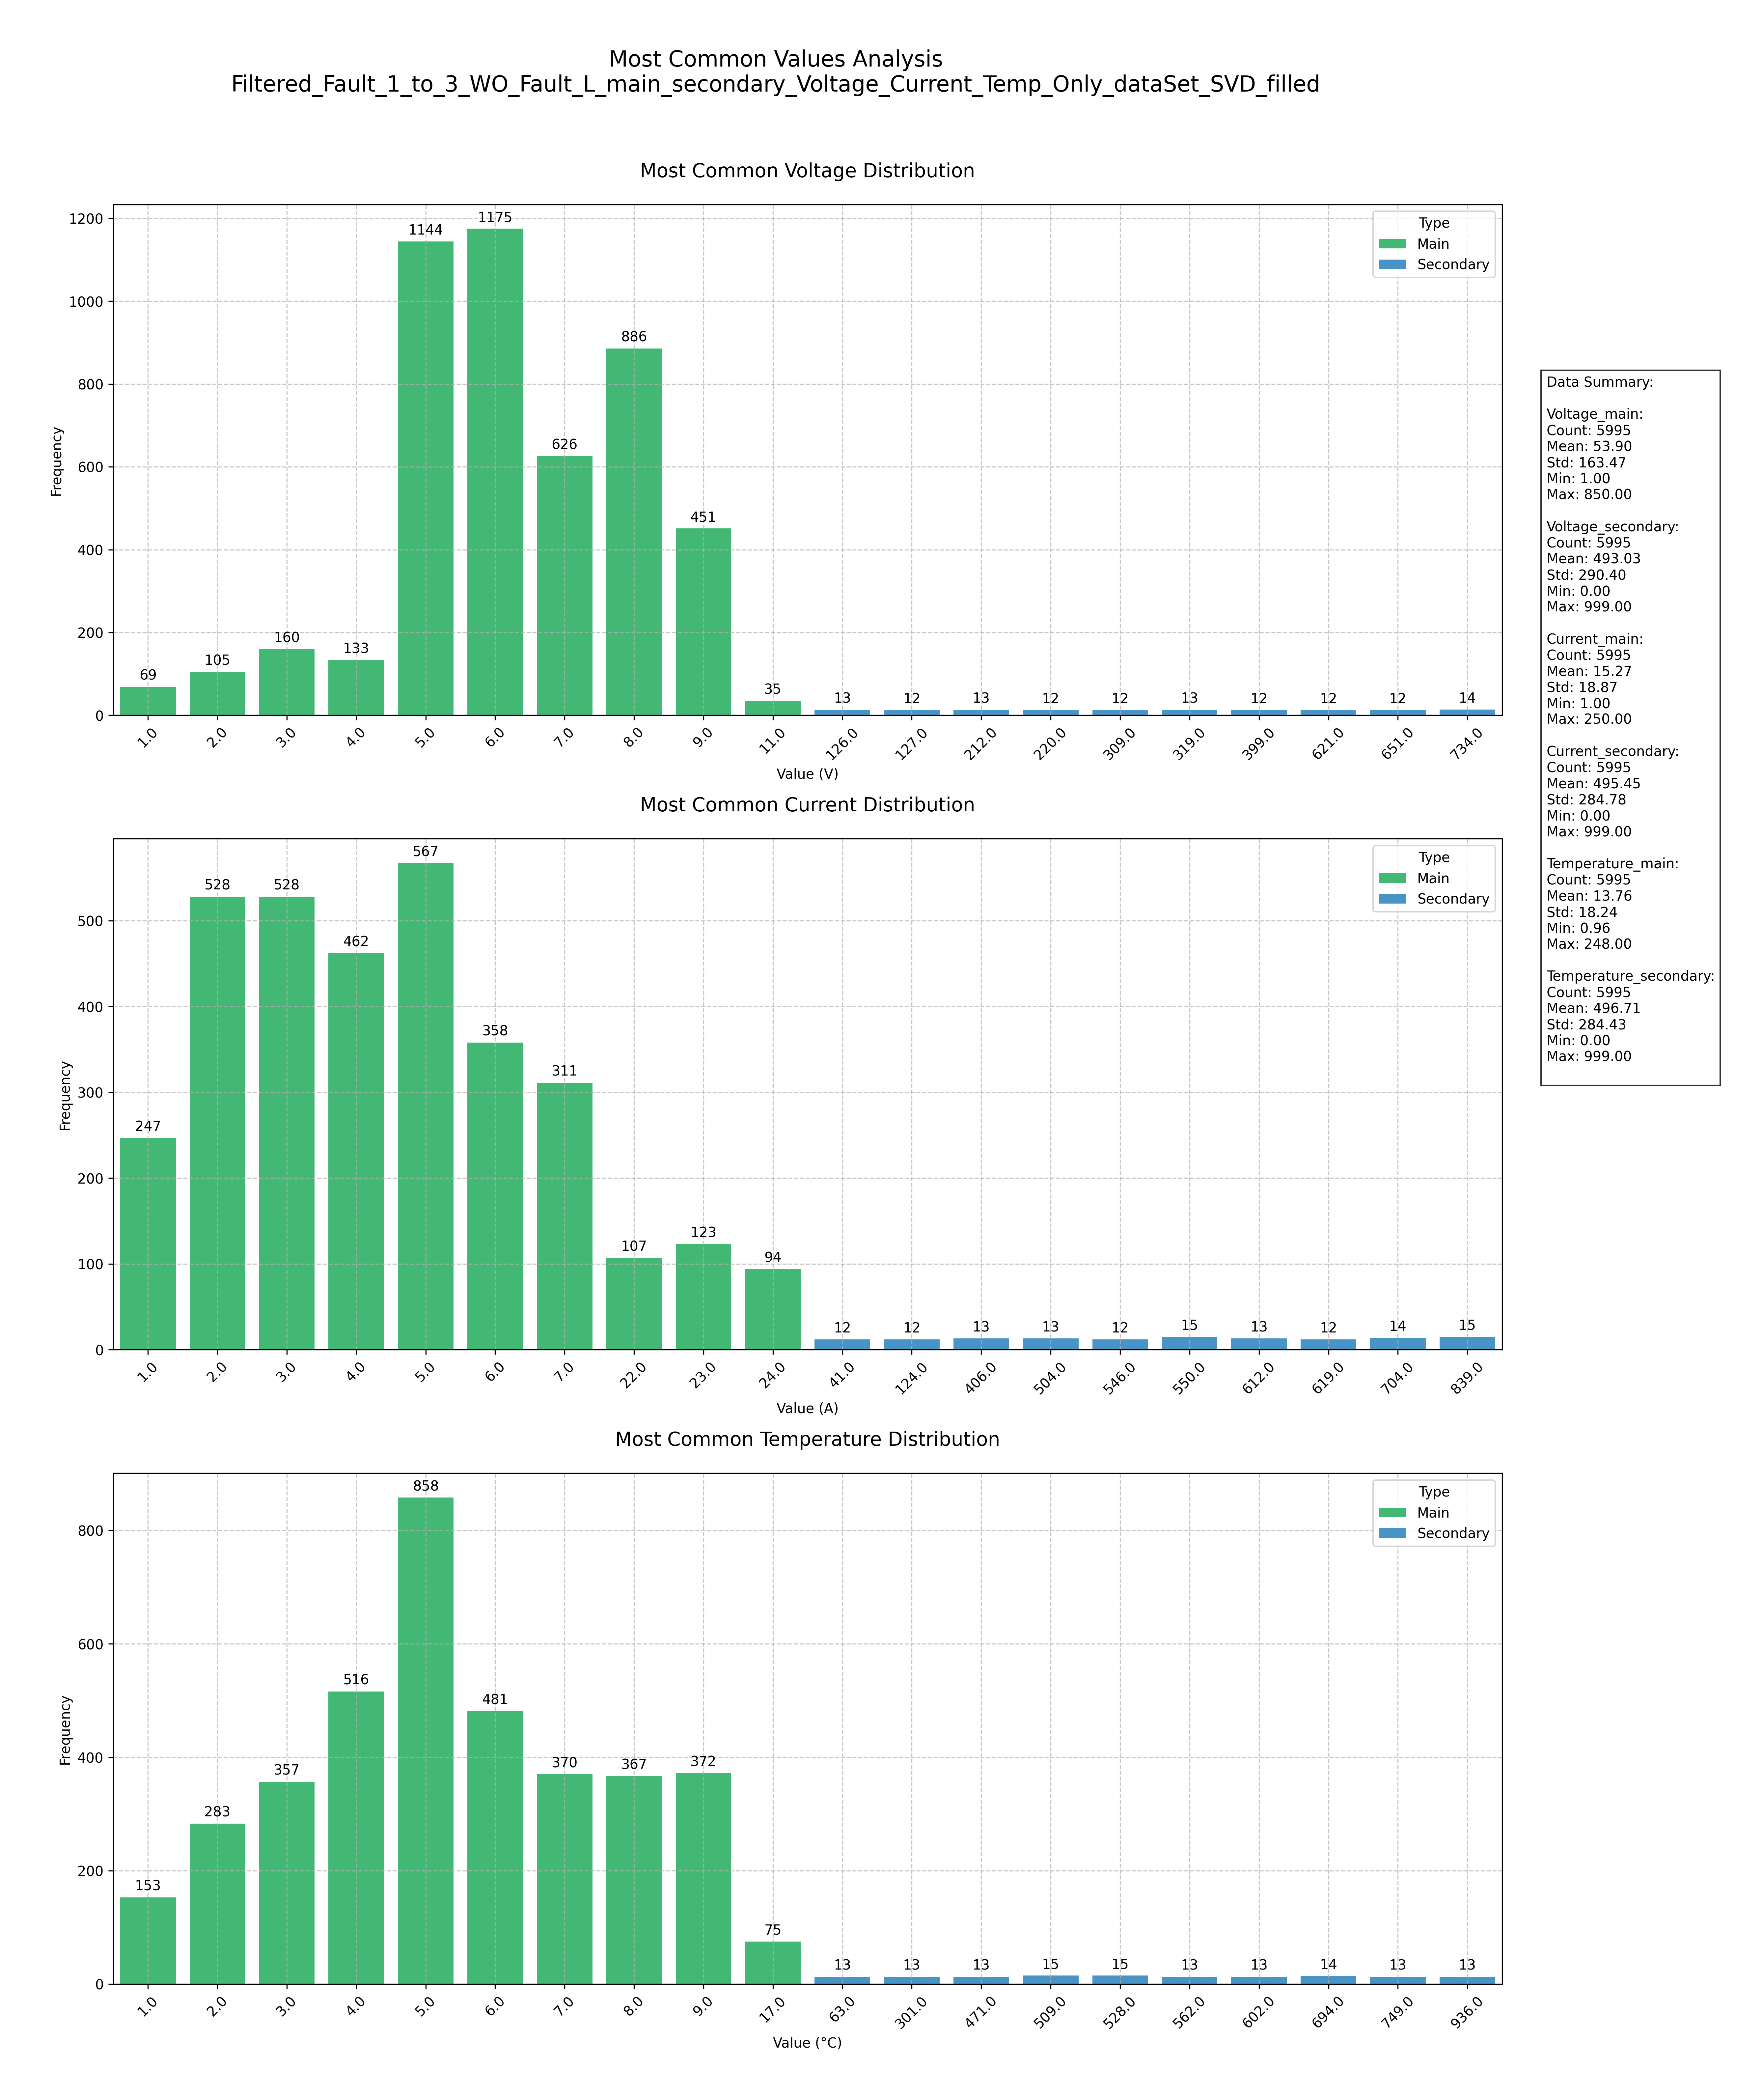 Most Common Values Analysis
Filtered_Fault_1_to_3_WO_Fault_L_main_secondary_Voltage_Current_Temp_Only_dataSet_SVD_filled
Most Common Voltage Distribution
Frequency
1200
1000
800
600
400
200
0
69
105
160
133
1144
1175
626
886
451
35
13
12
13
12
12
13
12
12
12
14
Type
Main
Secondary
1.0
2.0
3.0
4.0
5.0
6.0
7.0
8.0
9.0
11.0
126.0
127.0
212.0
220.0
309.0
319.0
399.0
621.0
651.0
734.0
Value (V)
Most Common Current Distribution
Frequency
500
400
300
200
100
0
247
528
528
462
567
358
311
107
123
94
12
12
13
13
12
15
13
12
14
15
Type
Main
Secondary
1.0
2.0
3.0
4.0
5.0
6.0
7.0
22.0
23.0
24.0
41.0
124.0
406.0
504.0
546.0
550.0
612.0
619.0
704.0
839.0
Value (A)
Most Common Temperature Distribution
Frequency
800
600
400
200
0
153
283
357
516
858
481
370
367
372
75
13
13
13
15
15
13
13
14
13
13
Type
Main
Secondary
1.0
2.0
3.0
4.0
5.0
6.0
7.0
8.0
9.0
17.0
63.0
301.0
471.0
509.0
528.0
562.0
602.0
694.0
749.0
936.0
Value (°C)
Data Summary:
Voltage_main:
Count: 5995
Mean: 53.90
Std: 163.47
Min: 1.00
Max: 850.00
Voltage_secondary:
Count: 5995
Mean: 493.03
Std: 290.40
Min: 0.00
Max: 999.00
Current_main:
Count: 5995
Mean: 15.27
Std: 18.87
Min: 1.00
Max: 250.00
Current_secondary:
Count: 5995
Mean: 495.45
Std: 284.78
Min: 0.00
Max: 999.00
Temperature_main:
Count: 5995
Mean: 13.76
Std: 18.24
Min: 0.96
Max: 248.00
Temperature_secondary:
Count: 5995
Mean: 496.71
Std: 284.43
Min: 0.00
Max: 999.00